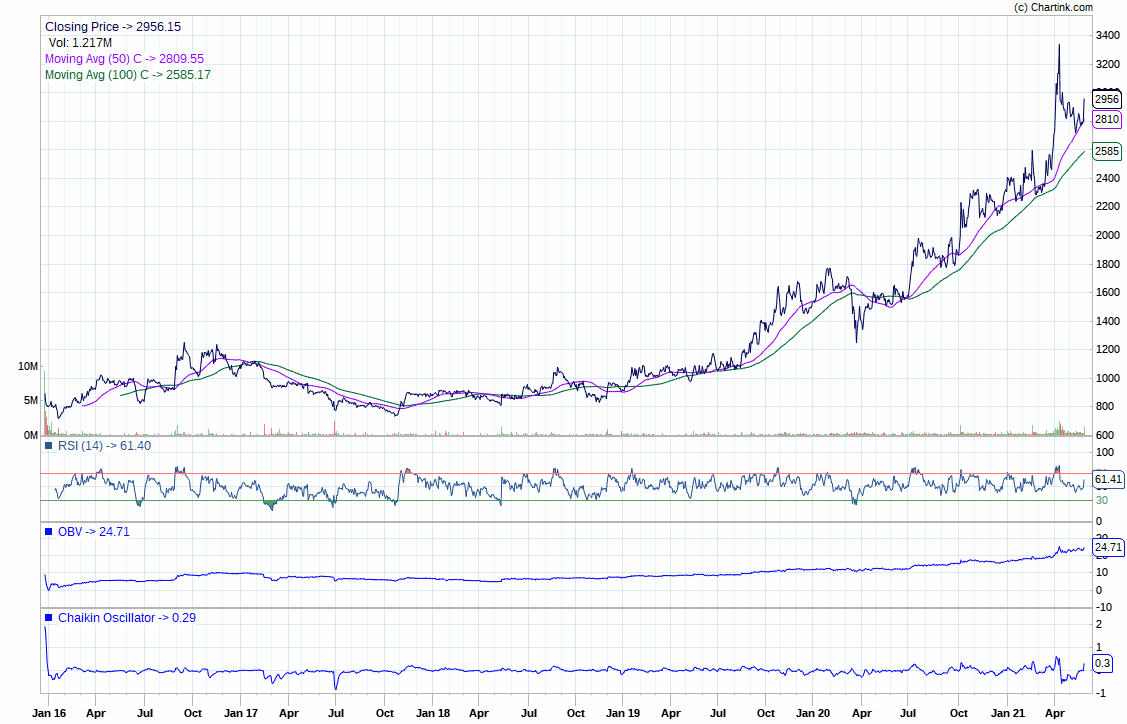 (c) Chartink.com
Closing Price -> 2956.15
Vol: 1.217M
Moving Avg (50) C -> 2809.55
Moving Avg (100) C -> 2585.17
3400
3200
2956
2810
2585
2400
2200
2000
1800
1600
1400
1200
1000
800
600
10M
5M
0M
RSI (14) -> 61.40
100
61.41
30
0
OBV -> 24.71
24.71
10
0
-10
Chaikin Oscillator -> 0.29
2
1
0.3
-1
Jan 16 Apr Jul Oct Jan 17 Apr Jul Oct Jan 18 Apr Jul Oct Jan 19 Apr Jul Oct Jan 20 Apr Jul Oct Jan 21 Apr